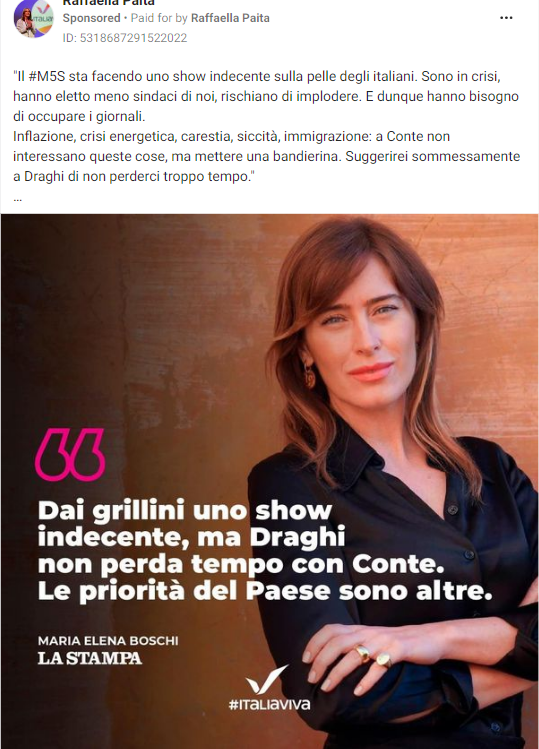 Raffaella Paita
Sponsored • Paid for by Raffaella Paita
ID: 5318687291522022
"Il #M5S sta facendo uno show indecente sulla pelle degli italiani. Sono in crisi,
hanno eletto meno sindaci di noi, rischiano di implodere. E dunque hanno bisogno
di occupare i giornali.
Inflazione, crisi energetica, carestia, siccità, immigrazione: a Conte non
interessano queste cose, ma mettere una bandierina. Suggerirei sommessamente
a Draghi di non perderci troppo tempo."
...
Dai grillini uno show
indecente, ma Draghi
non perda tempo con Conte.
Le priorità del Paese sono altre.
MARIA ELENA BOSCHI
LA STAMPA
#ITALIAVIVA